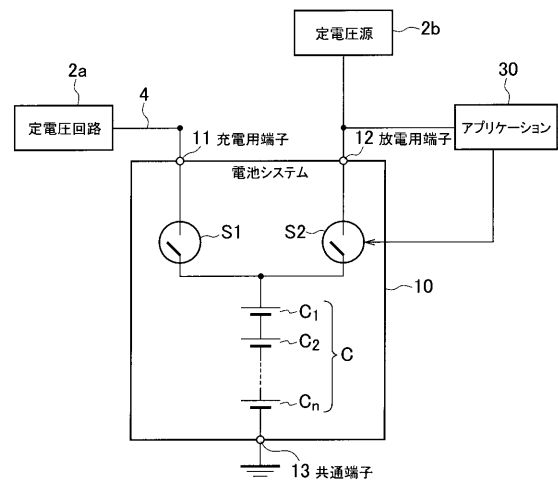 定電圧源 2b
2a
30
定電圧回路
4
アプリケーション
11 充電用端子
12 放電用端子
電池システム
S1
S2
10
C1
C2
C
Cn
13 共通端子